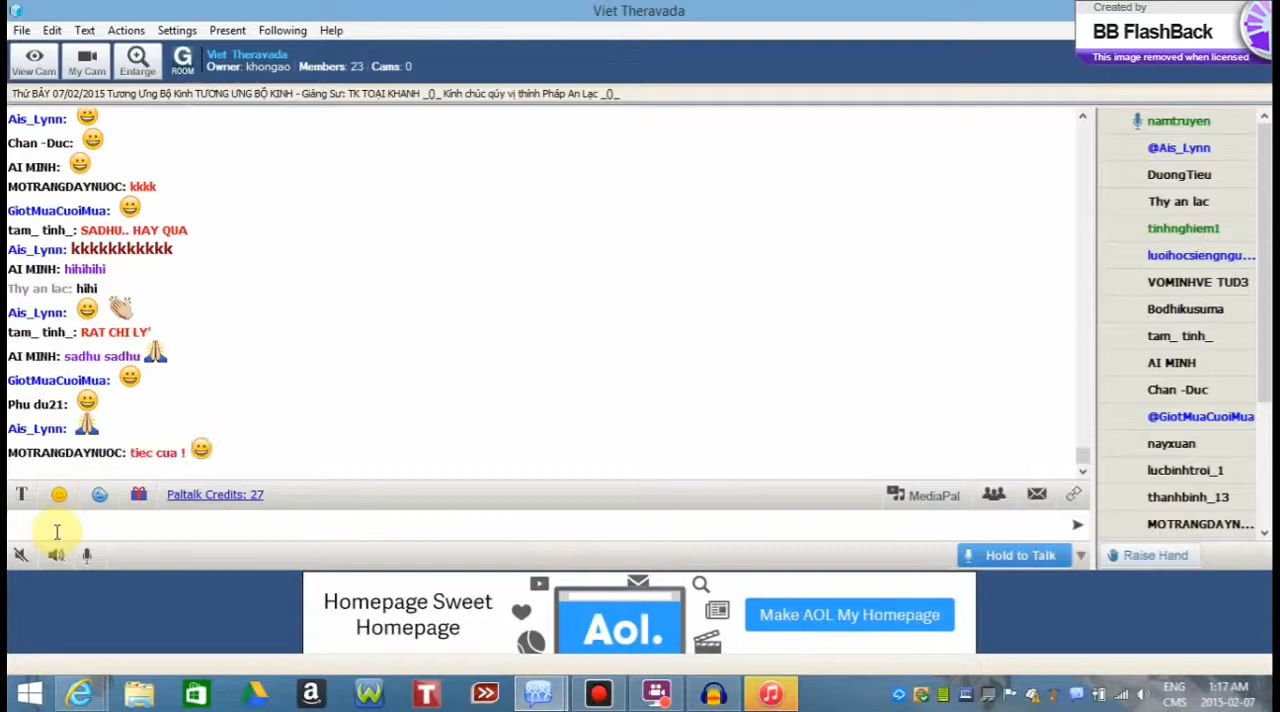 Viet Theravada
Created by
BB FlashBack
This image removed when licensed
File Edit Text Actions Settings Present Following Help
View Cam My Cam Enlarge G ROOM
Viet Theravada
Owner: khongao Members: 23 Cams: 0
Thứ BẢY 07/02/2015 Tương Ưng Bộ Kinh TƯƠNG ƯNG BỘ KINH - Giảng Sư: TK TOẠI KHANH _()_ Kính chúc qúy vị thính Pháp An Lạc _()_
Ais_Lynn:
Chan -Duc:
AI MINH:
MOTRANGDAYNUOC: kkkk
GiotMuaCuoiMua:
tam_ tinh_: SADHU.. HAY QUA
Ais_Lynn: kkkkkkkkkkk
AI MINH: hihihihi
Thy an lac: hihi
Ais_Lynn:
tam_ tinh_: RAT CHI LY'
AI MINH: sadhu sadhu
GiotMuaCuoiMua:
Phu du21:
Ais_Lynn:
MOTRANGDAYNUOC: tiec cua !
namtruyen
@Ais_Lynn
DuongTieu
Thy an lac
tinhnghiem1
luoihocsiengngu...
VOMINHVE TUD3
Bodhikusuma
tam_ tinh_
AI MINH
Chan -Duc
@GiotMuaCuoiMua
nayxuan
lucbinhtroi_1
thanhbinh_13
MOTRANGDAYN...
T Paltalk Credits: 27 MediaPal
Hold to Talk Raise Hand
Homepage Sweet
Homepage
Aol.
Make AOL My Homepage
ENG 1:17 AM
CMS 2015-02-07